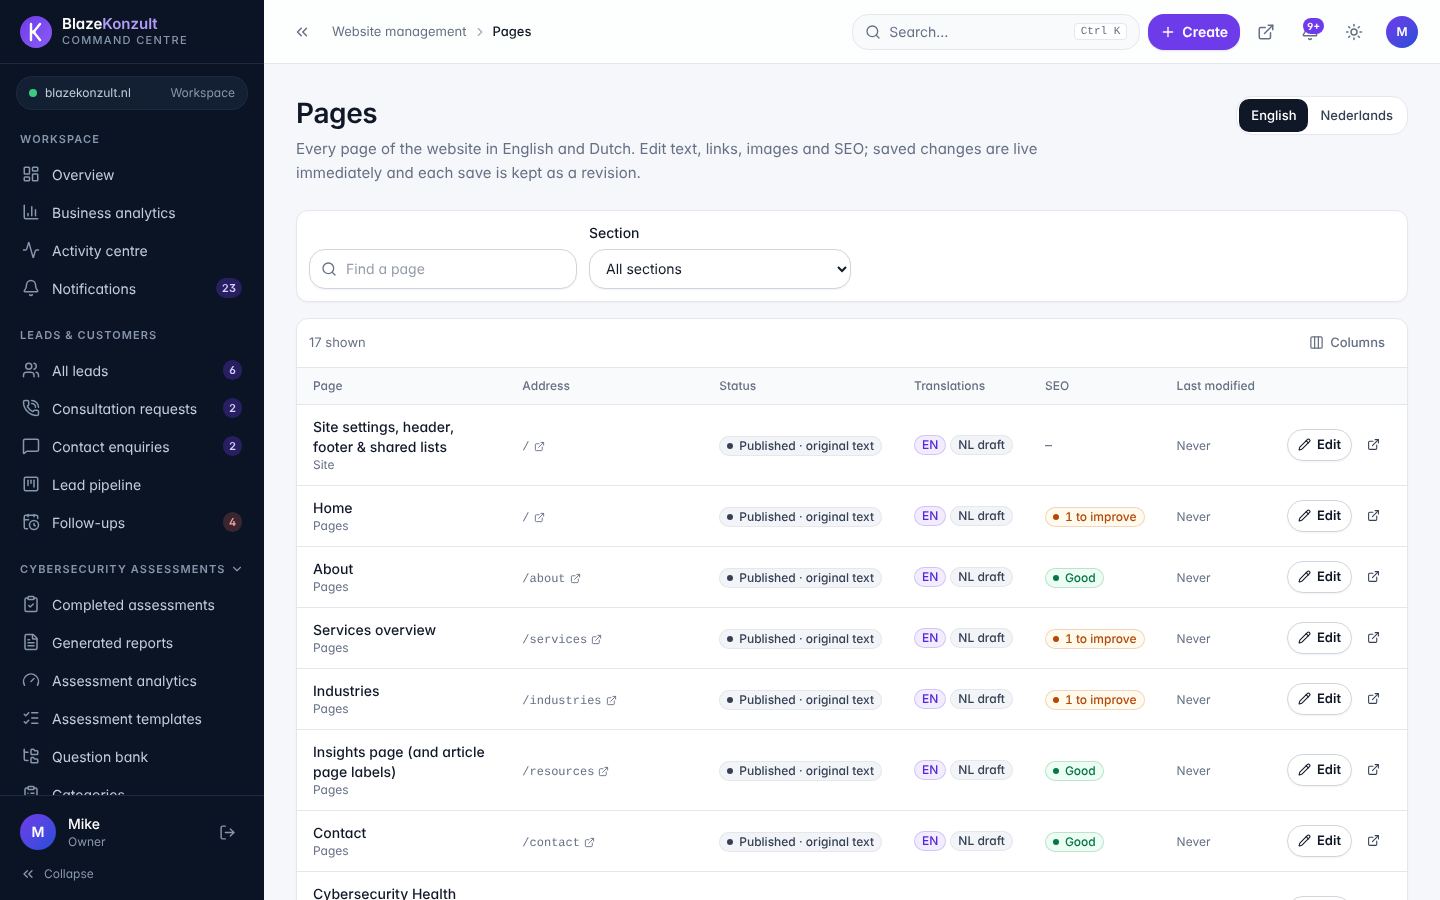 BlazeKonzult
COMMAND CENTRE
blazekonzult.nl Workspace
WORKSPACE
Overview
Business analytics
Activity centre
Notifications 23
LEADS & CUSTOMERS
All leads 6
Consultation requests 2
Contact enquiries 2
Lead pipeline
Follow-ups 4
CYBERSECURITY ASSESSMENTS
Completed assessments
Generated reports
Assessment analytics
Assessment templates
Question bank
Categories
M Mike
Owner
Collapse
Website management Pages
Search... Ctrl K
Create
9+
M
Pages
English Nederlands
Every page of the website in English and Dutch. Edit text, links, images and SEO; saved changes are live
immediately and each save is kept as a revision.
Section
Find a page All sections
17 shown Columns
Page Address Status Translations SEO Last modified
Site settings, header,
footer & shared lists
Site
/ Published · original text EN NL draft – Never Edit
Home
Pages
/ Published · original text EN NL draft 1 to improve Never Edit
About
Pages
/about Published · original text EN NL draft Good Never Edit
Services overview
Pages
/services Published · original text EN NL draft 1 to improve Never Edit
Industries
Pages
/industries Published · original text EN NL draft 1 to improve Never Edit
Insights page (and article
page labels)
Pages
/resources Published · original text EN NL draft Good Never Edit
Contact
Pages
/contact Published · original text EN NL draft Good Never Edit
Cybersecurity Health